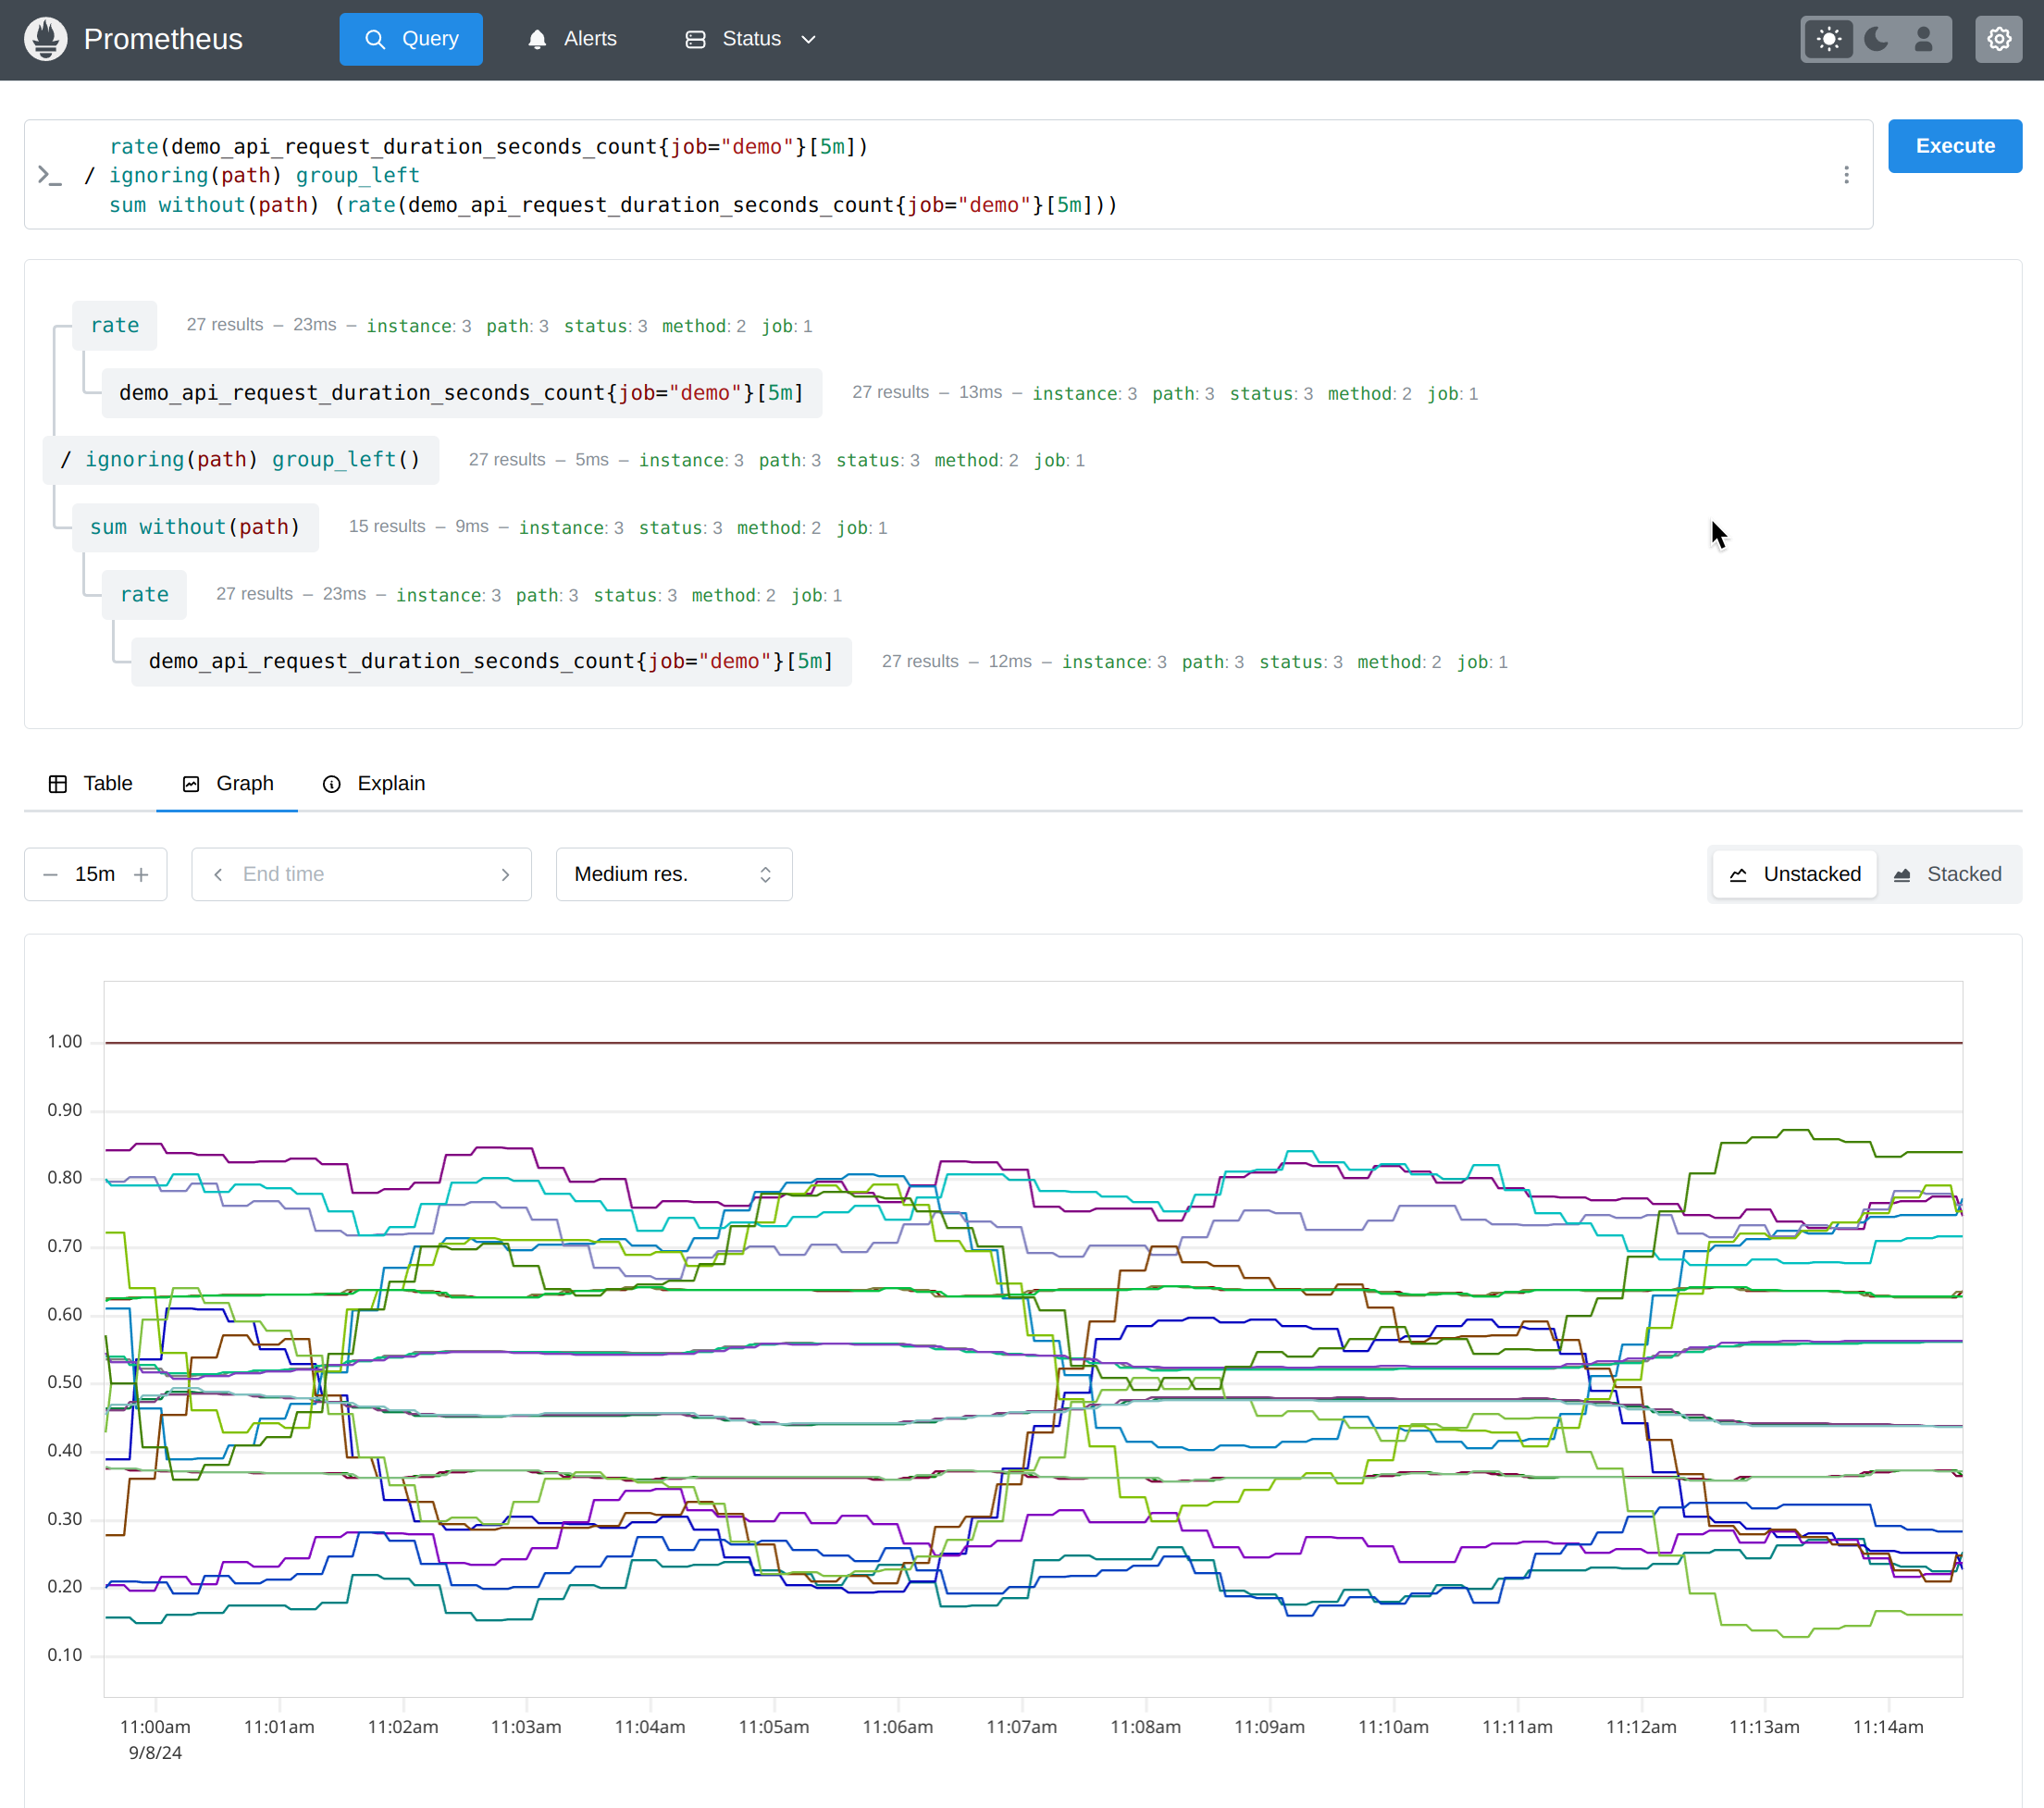 Prometheus Query Alerts Status
rate(demo_api_request_duration_seconds_count{job="demo"}[5m])
/ ignoring(path) group_left
sum without(path) (rate(demo_api_request_duration_seconds_count{job="demo"}[5m]))
Execute
rate 27 results – 23ms – instance: 3 path: 3 status: 3 method: 2 job: 1
demo_api_request_duration_seconds_count{job="demo"}[5m] 27 results – 13ms – instance: 3 path: 3 status: 3 method: 2 job: 1
/ ignoring(path) group_left() 27 results – 5ms – instance: 3 path: 3 status: 3 method: 2 job: 1
sum without(path) 15 results – 9ms – instance: 3 status: 3 method: 2 job: 1
rate 27 results – 23ms – instance: 3 path: 3 status: 3 method: 2 job: 1
demo_api_request_duration_seconds_count{job="demo"}[5m] 27 results – 12ms – instance: 3 path: 3 status: 3 method: 2 job: 1
Table Graph Explain
15m End time Medium res. Unstacked Stacked
1.00
0.90
0.80
0.70
0.60
0.50
0.40
0.30
0.20
0.10
11:00am 11:01am 11:02am 11:03am 11:04am 11:05am 11:06am 11:07am 11:08am 11:09am 11:10am 11:11am 11:12am 11:13am 11:14am
9/8/24